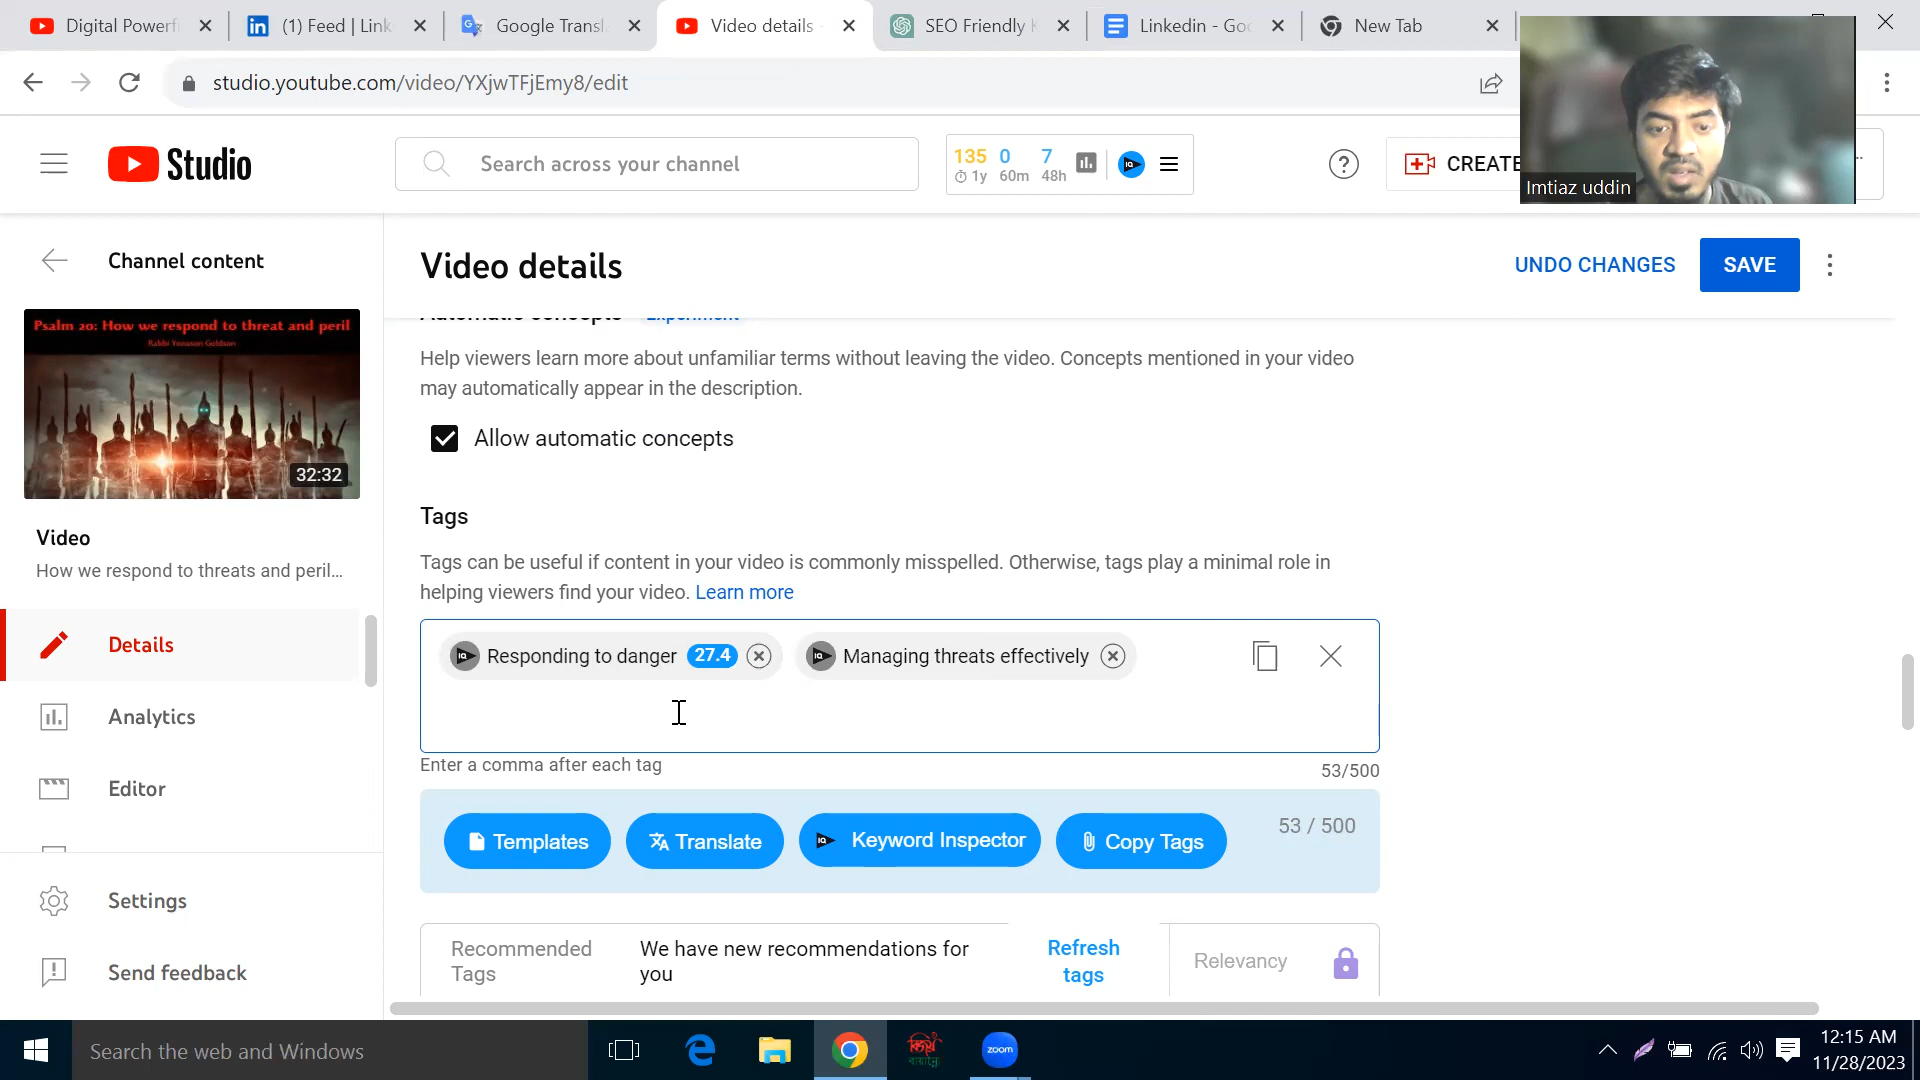 Digital Powerf
(1) Feed | Link
Google Transl
Video details -
SEO Friendly K
Linkedin - Goo
New Tab
studio.youtube.com/video/YXjwTFjEmy8/edit
Imtiaz uddin
Studio
Search across your channel
135 0 7
1y 60m 48h
CREATE
Channel content
Video details
UNDO CHANGES
SAVE
Psalm 20: How we respond to threat and peril
Rabbi Yonason Goldson
32:32
Video
How we respond to threats and peril...
Details
Analytics
Editor
Settings
Send feedback
Automatic concepts Experiment
Help viewers learn more about unfamiliar terms without leaving the video. Concepts mentioned in your video
may automatically appear in the description.
Allow automatic concepts
Tags
Tags can be useful if content in your video is commonly misspelled. Otherwise, tags play a minimal role in
helping viewers find your video. Learn more
Responding to danger 27.4
Managing threats effectively
Enter a comma after each tag
53/500
Templates
Translate
Keyword Inspector
Copy Tags
53 / 500
Recommended
Tags
We have new recommendations for
you
Refresh
tags
Relevancy
Search the web and Windows
zoom
12:15 AM
11/28/2023